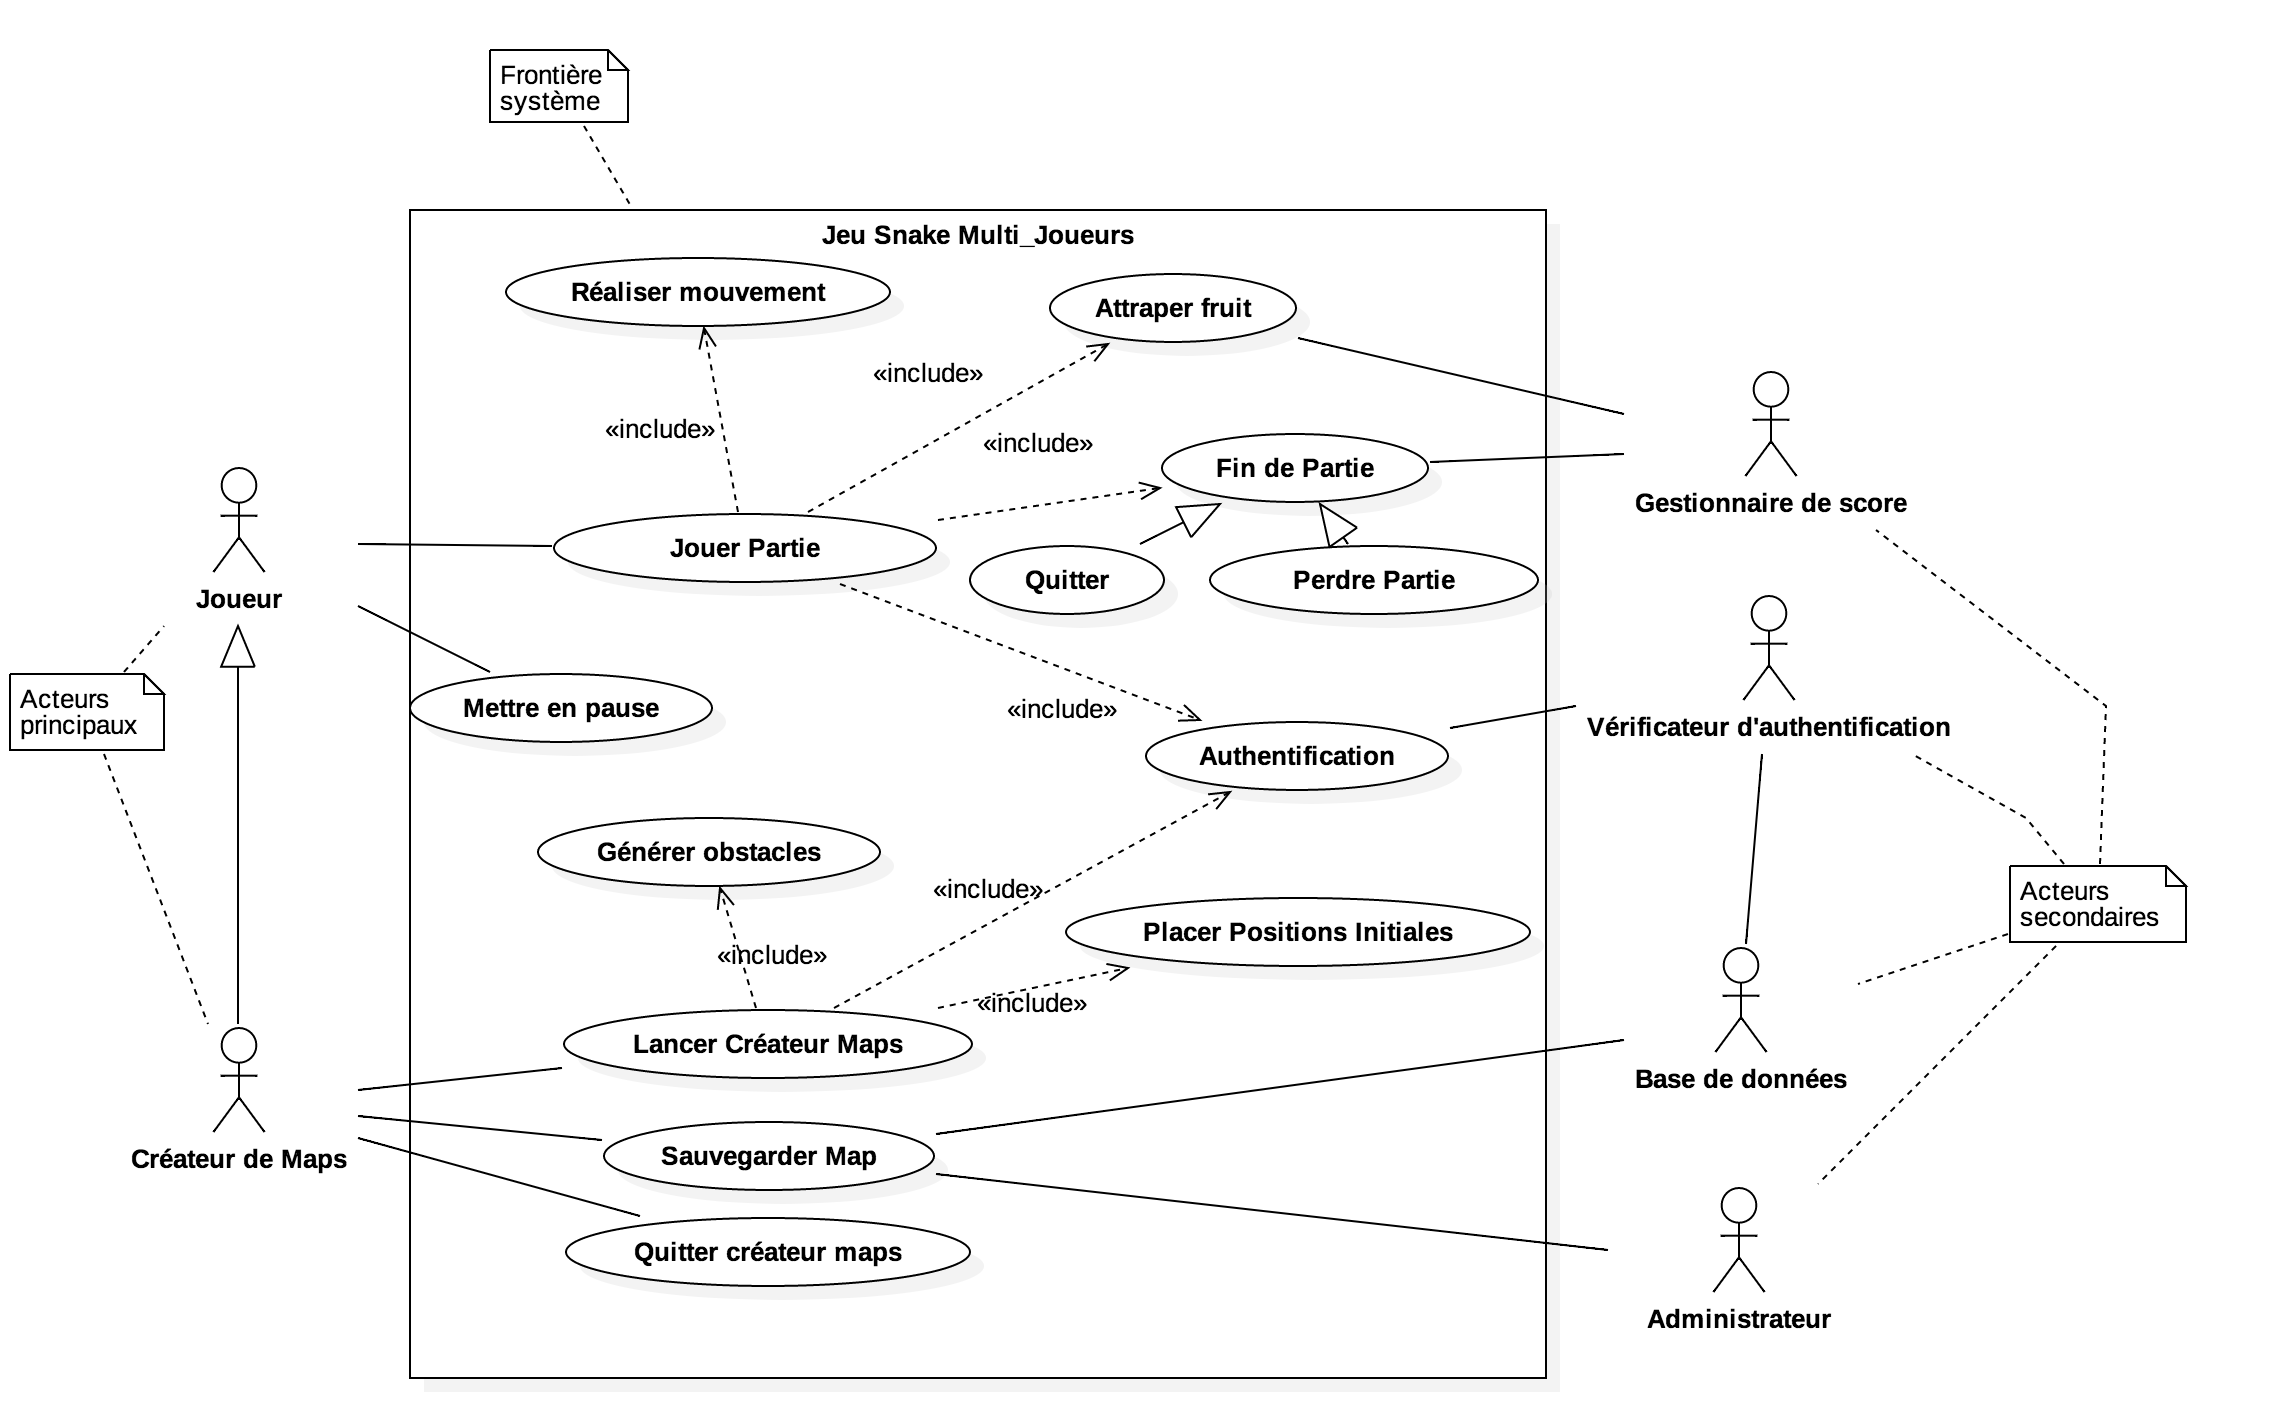 Frontière
système
Jeu Snake Multi_Joueurs
Réaliser mouvement
Attraper fruit
«include»
«include»
«include»
Fin de Partie
Gestionnaire de score
Jouer Partie
Quitter
Perdre Partie
Joueur
Acteurs
principaux
Mettre en pause
«include»
Vérificateur d'authentification
Authentification
Générer obstacles
«include»
Acteurs
secondaires
Placer Positions Initiales
«include»
«include»
Lancer Créateur Maps
Base de données
Créateur de Maps
Sauvegarder Map
Quitter créateur maps
Administrateur